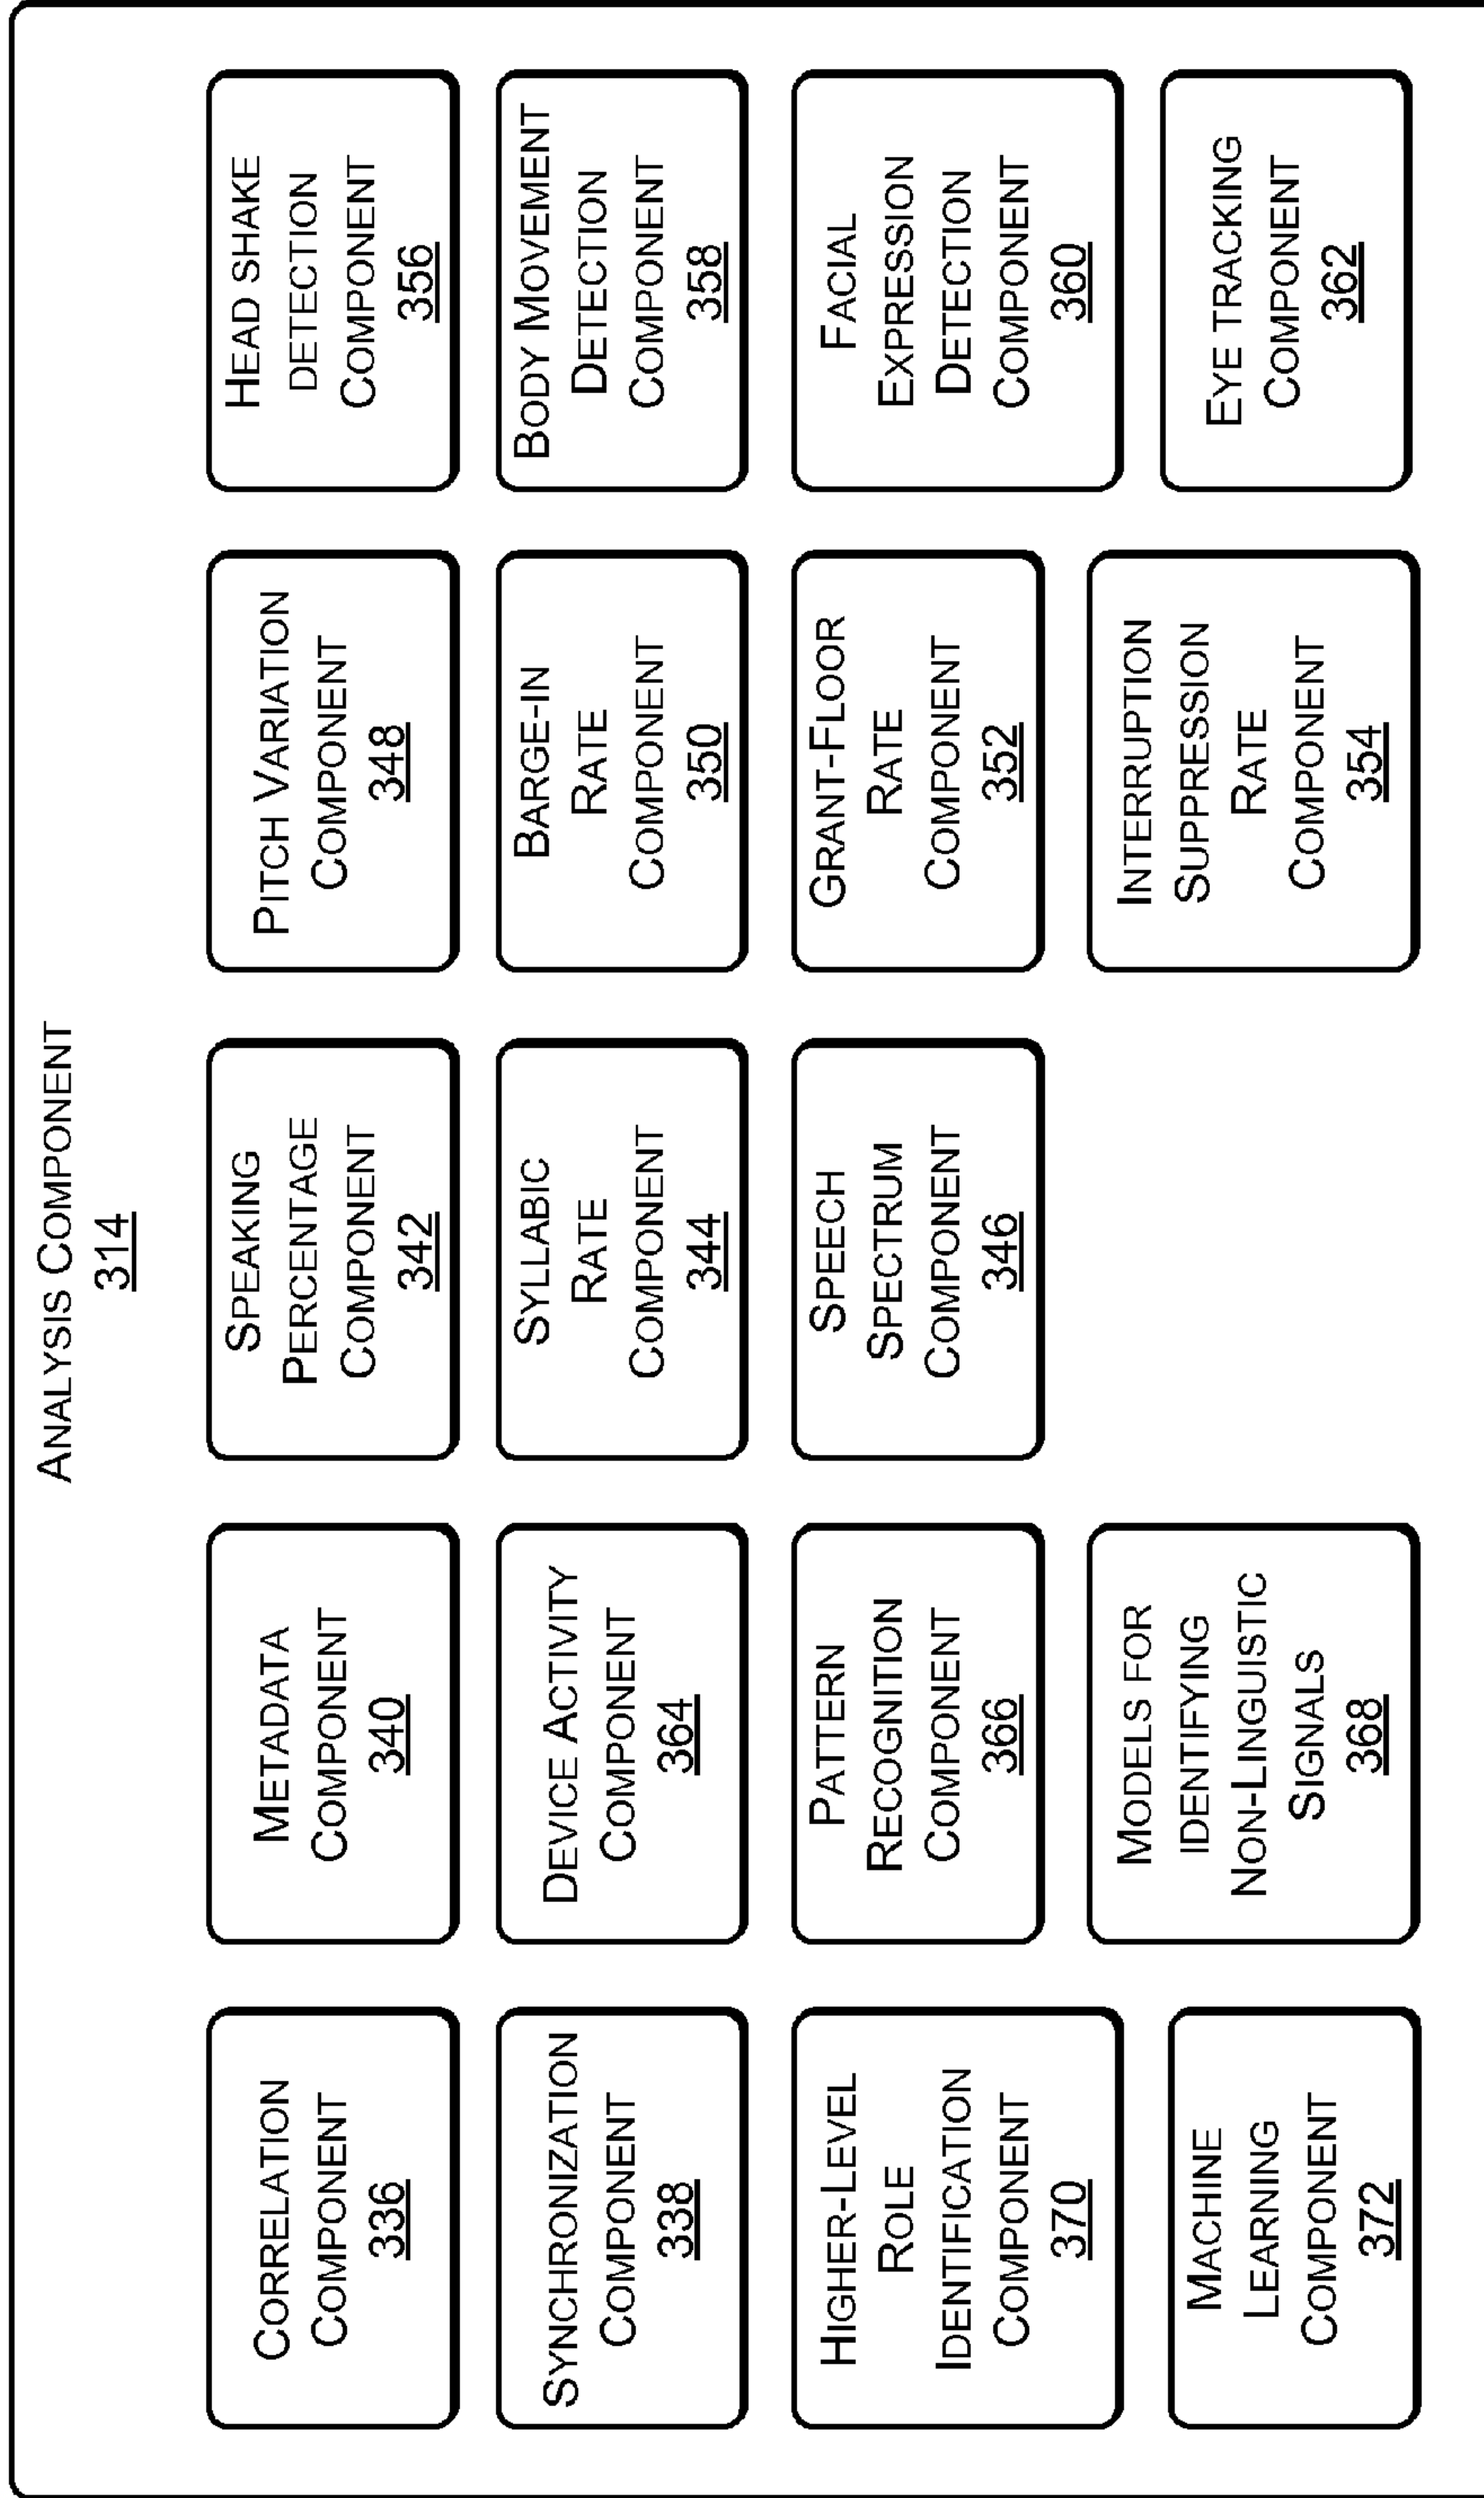 ANALYSIS COMPONENT
314
CORRELATION
COMPONENT
336
SYNCHRONIZATION
COMPONENT
338
HIGHER-LEVEL
ROLE
IDENTIFICATION
COMPONENT
370
MACHINE
LEARNING
COMPONENT
372
METADATA
COMPONENT
340
DEVICE ACTIVITY
COMPONENT
364
PATTERN
RECOGNITION
COMPONENT
366
MODELS FOR
IDENTIFYING
NON-LINGUISTIC
SIGNALS
368
SPEAKING
PERCENTAGE
COMPONENT
342
SYLLABIC
RATE
COMPONENT
344
SPEECH
SPECTRUM
COMPONENT
346
PITCH VARIATION
COMPONENT
348
BARGE-IN
RATE
COMPONENT
350
GRANT-FLOOR
RATE
COMPONENT
352
INTERRUPTION
SUPPRESSION
RATE
COMPONENT
354
HEAD SHAKE
DETECTION
COMPONENT
356
BODY MOVEMENT
DETECTION
COMPONENT
358
FACIAL
EXPRESSION
DETECTION
COMPONENT
360
EYE TRACKING
COMPONENT
362